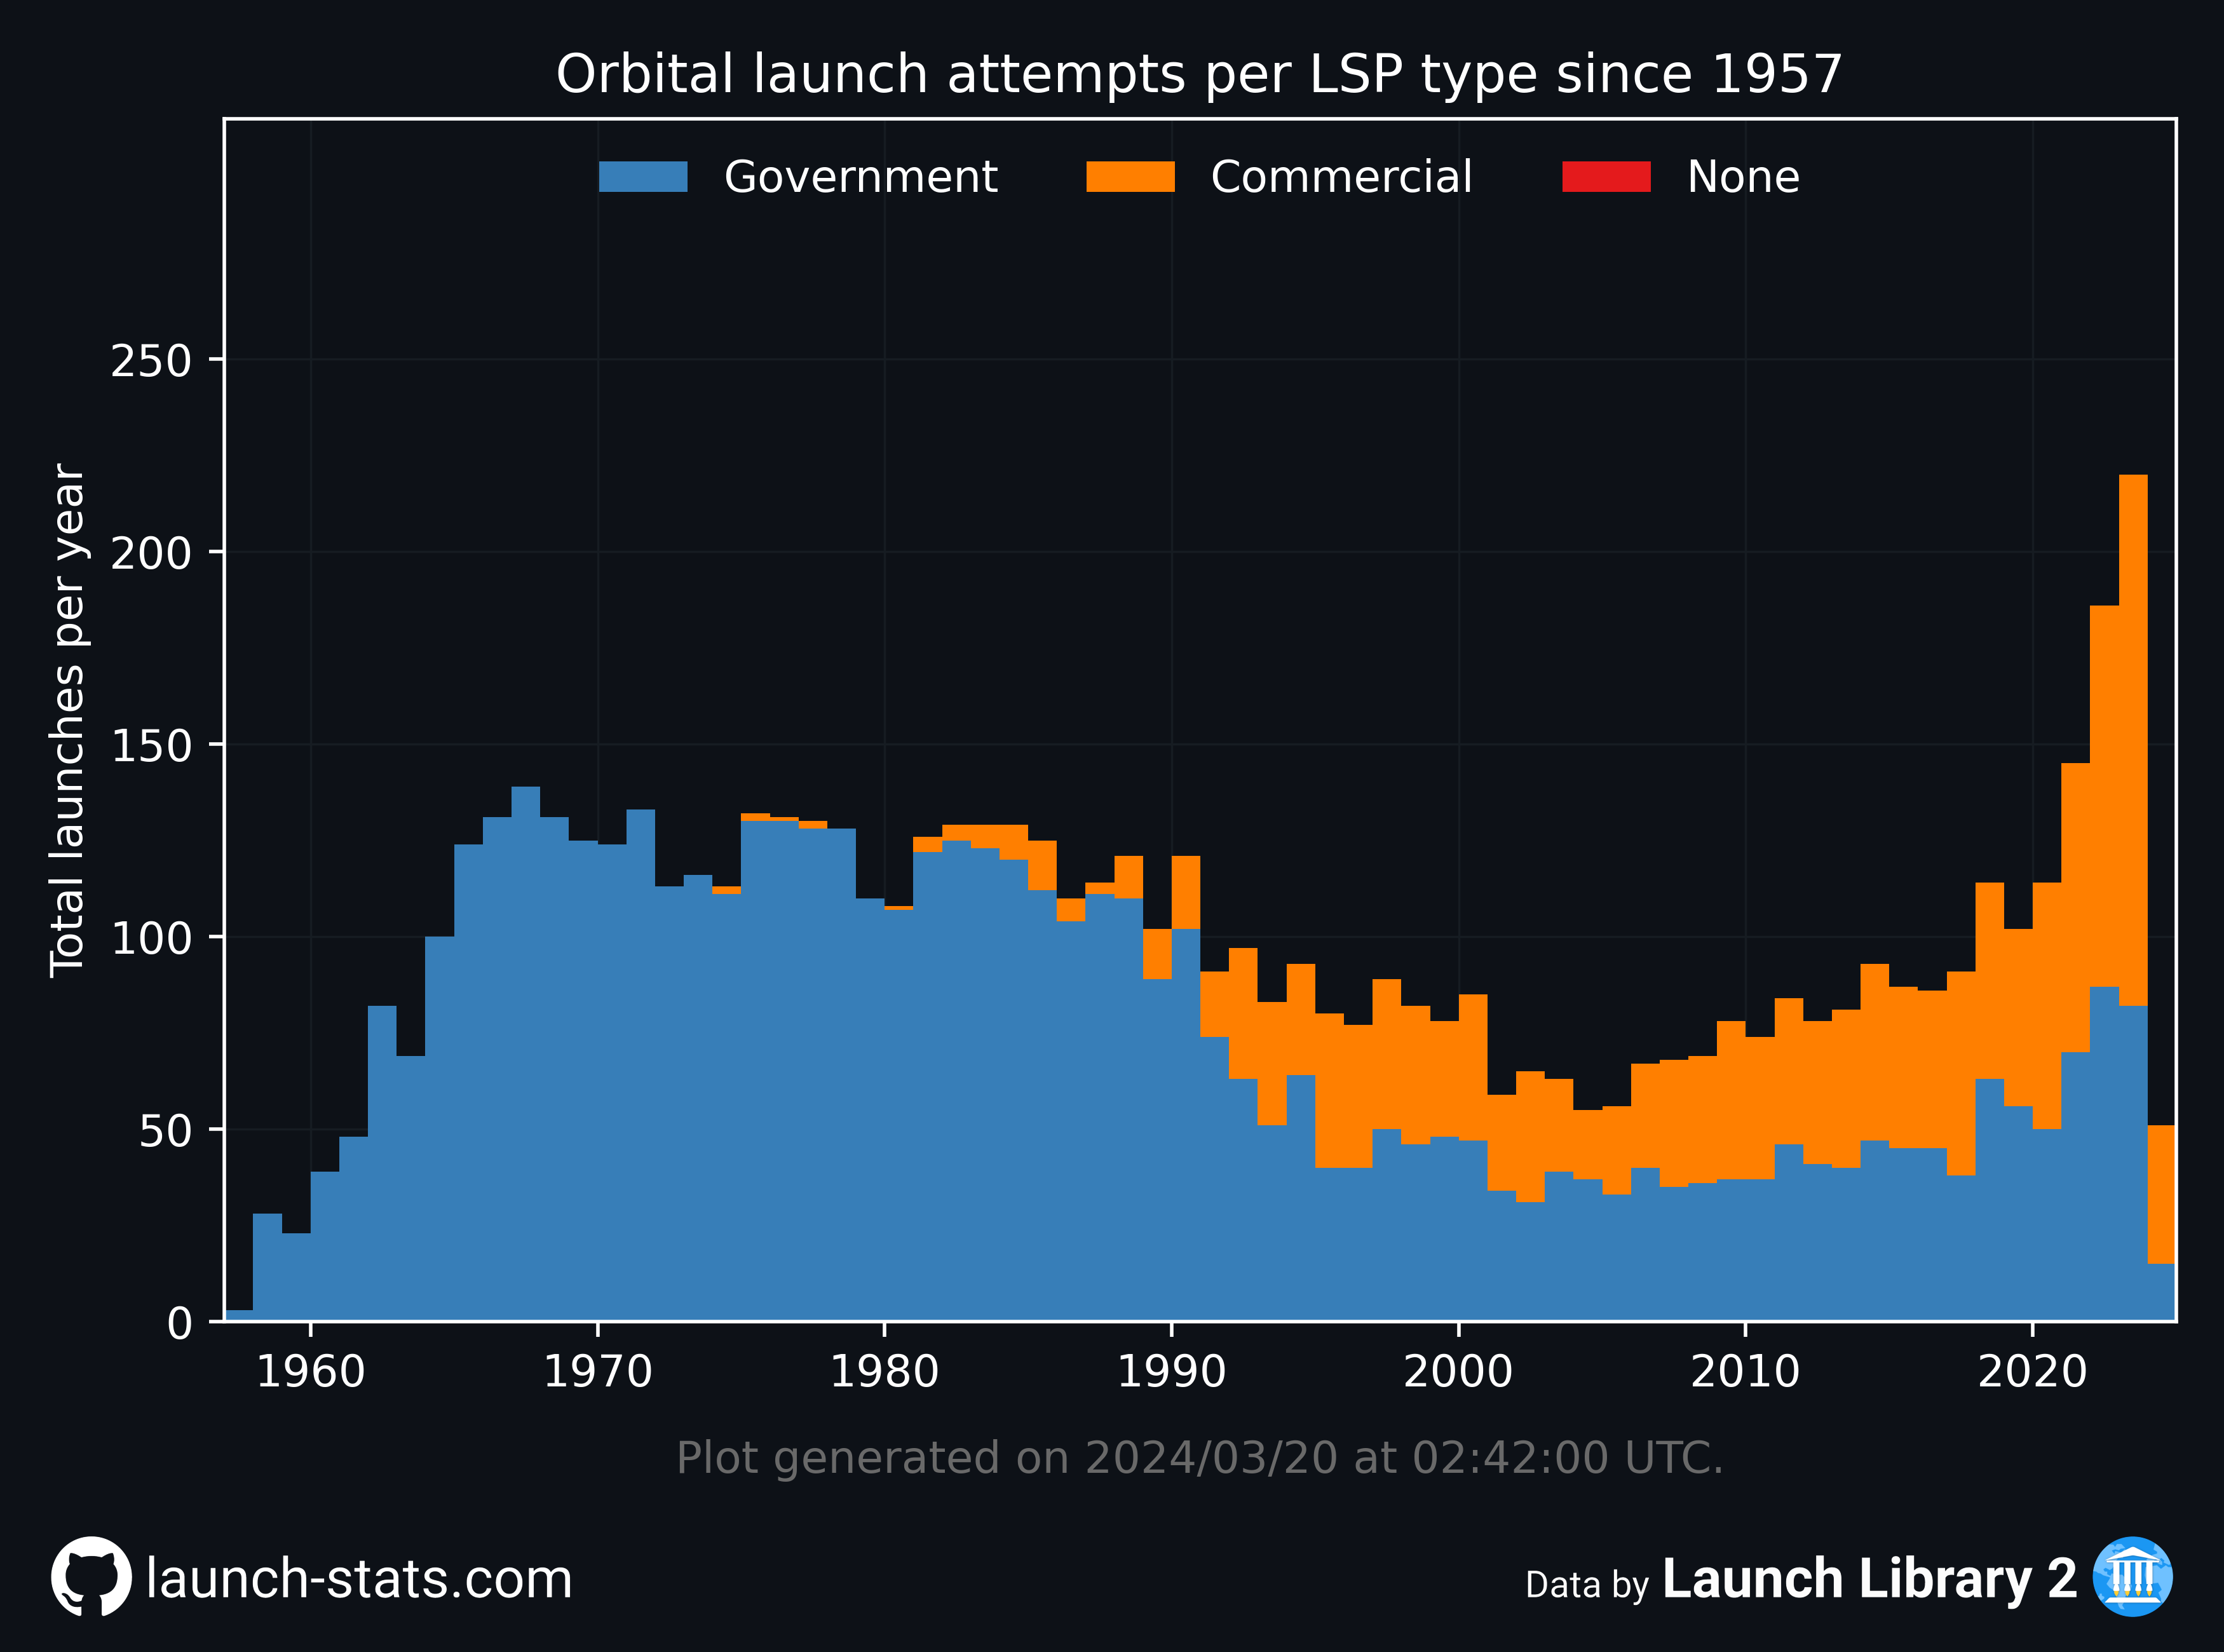 Orbital launch attempts per LSP type since 1957
Government Commercial None
Total launches per year
250
200
150
100
50
0
1960 1970 1980 1990 2000 2010 2020
Plot generated on 2024/03/20 at 02:42:00 UTC.
launch-stats.com
Data by Launch Library 2